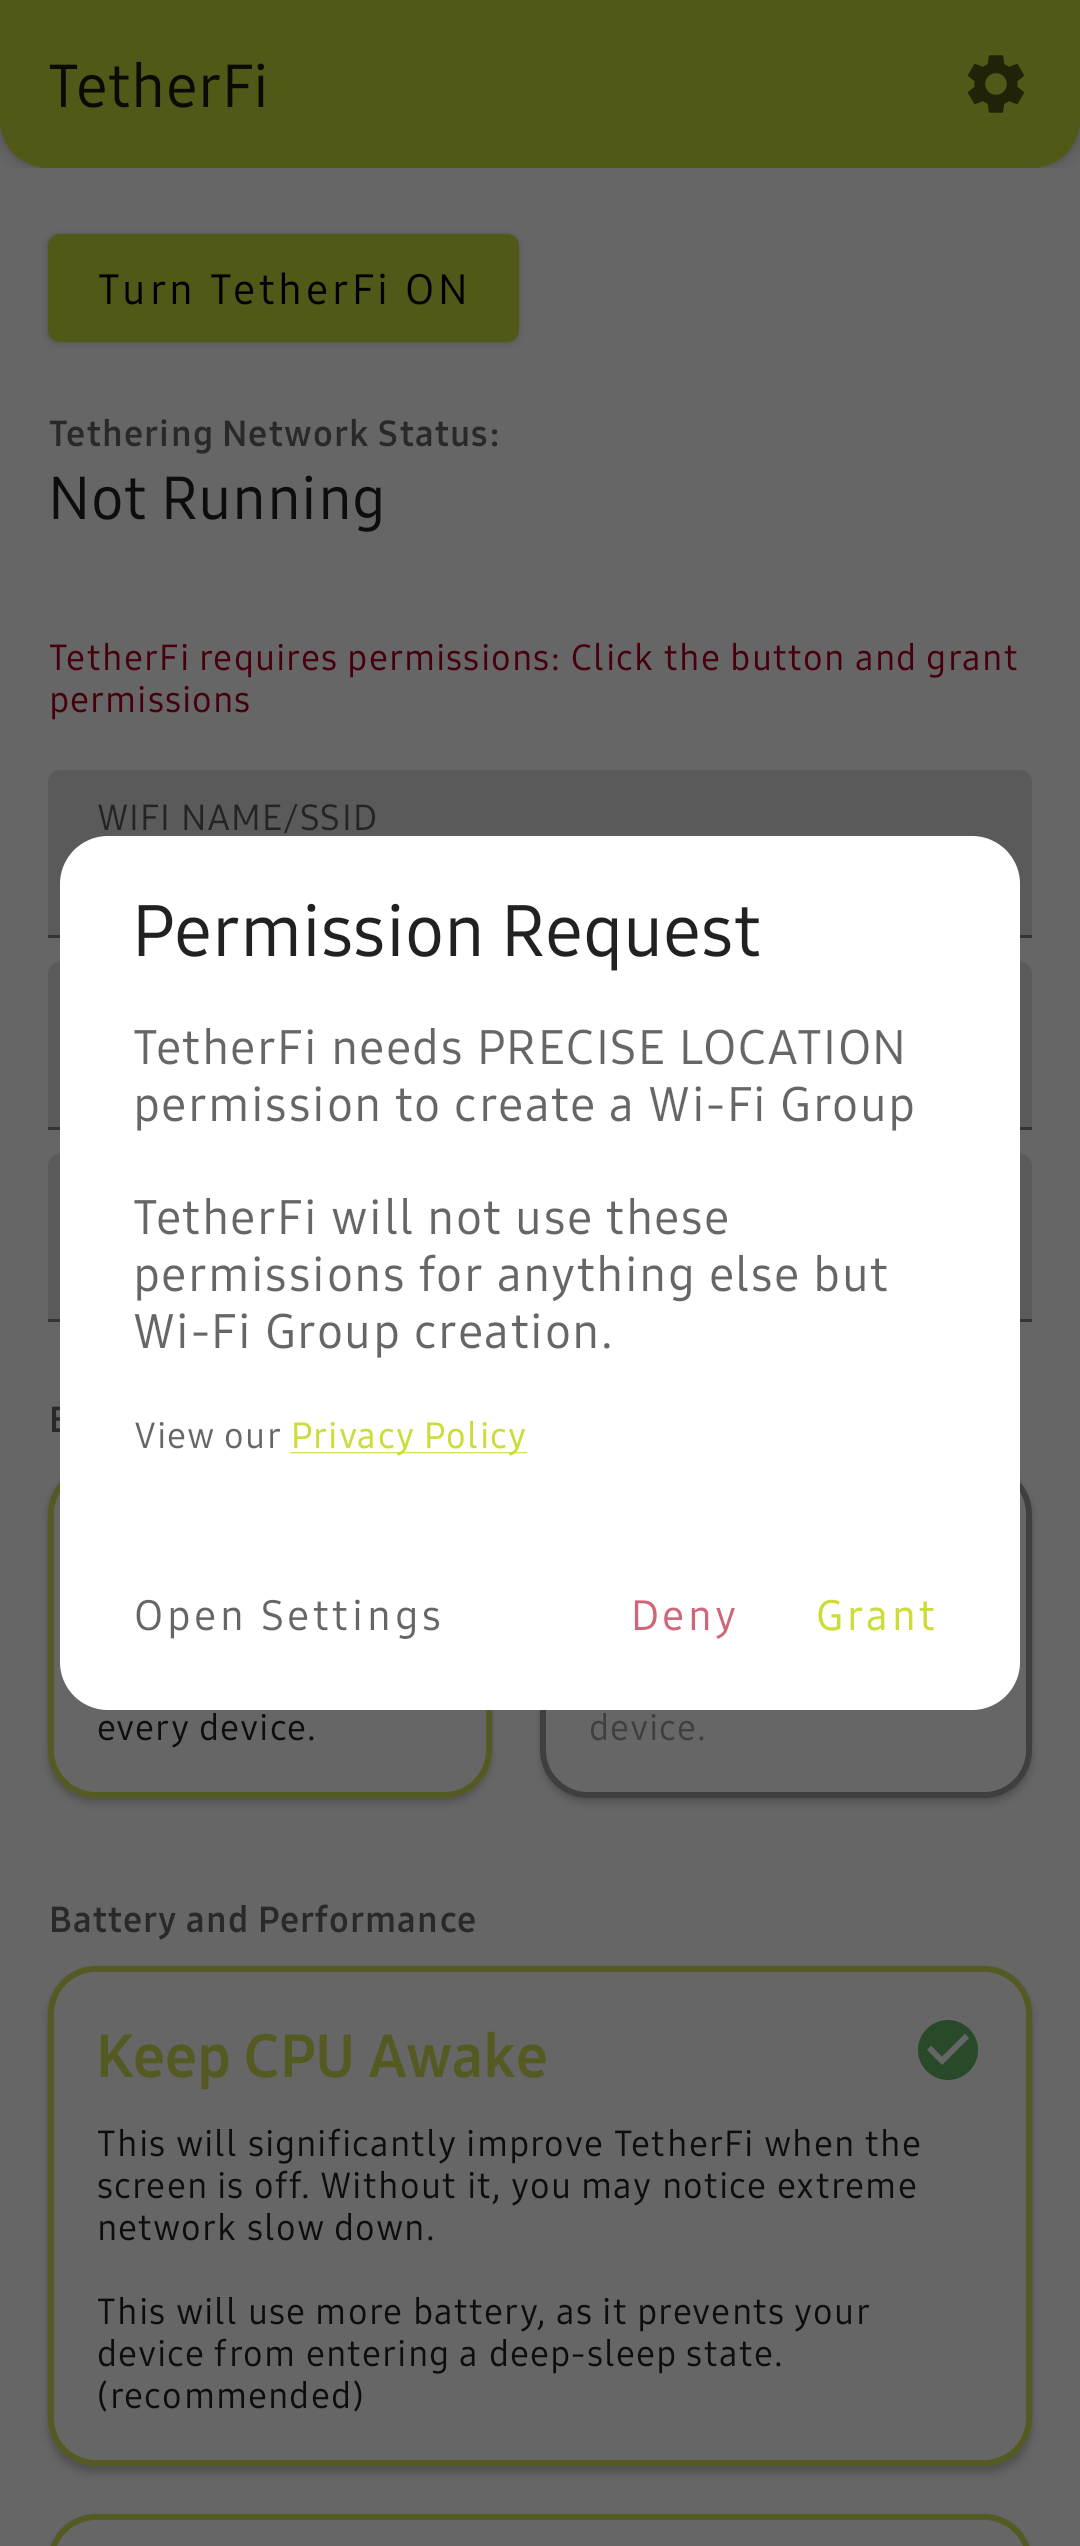 TetherFi
Turn TetherFi ON
Tethering Network Status:
Not Running
TetherFi requires permissions: Click the button and grant
permissions
WIFI NAME/SSID
Permission Request
TetherFi needs PRECISE LOCATION
permission to create a Wi-Fi Group
TetherFi will not use these
permissions for anything else but
Wi-Fi Group creation.
View our Privacy Policy
Open Settings Deny Grant
every device. device.
Battery and Performance
Keep CPU Awake
This will significantly improve TetherFi when the
screen is off. Without it, you may notice extreme
network slow down.
This will use more battery, as it prevents your
device from entering a deep-sleep state.
(recommended)